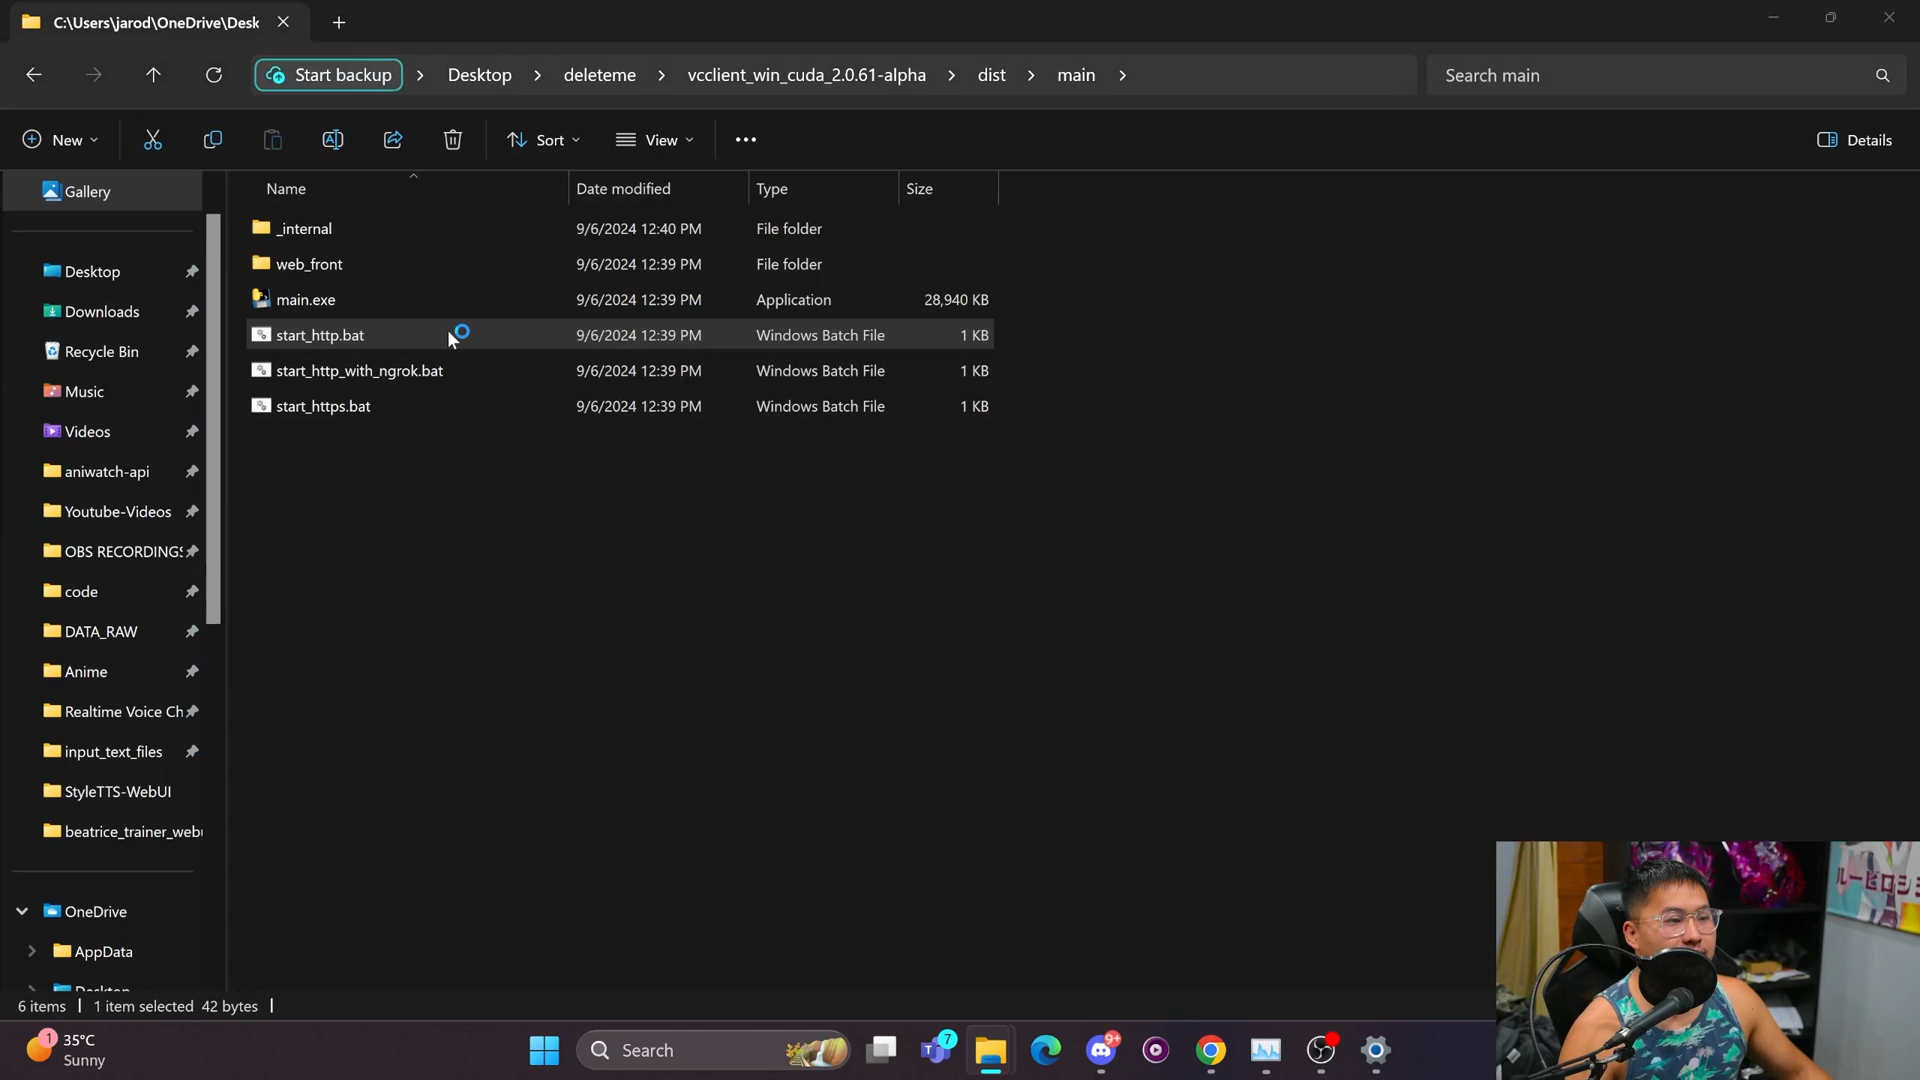 C:\Users\jarod\OneDrive\Desk
Start backup
Desktop
deleteme
vcclient_win_cuda_2.0.61-alpha
dist
main
Search main
New
Sort
View
Details
Gallery
Name Date modified Type Size
_internal 9/6/2024 12:40 PM File folder
web_front 9/6/2024 12:39 PM File folder
main.exe 9/6/2024 12:39 PM Application 28,940 KB
start_http.bat 9/6/2024 12:39 PM Windows Batch File 1 KB
start_http_with_ngrok.bat 9/6/2024 12:39 PM Windows Batch File 1 KB
start_https.bat 9/6/2024 12:39 PM Windows Batch File 1 KB
Desktop
Downloads
Recycle Bin
Music
Videos
aniwatch-api
Youtube-Videos
OBS RECORDINGS
code
DATA_RAW
Anime
Realtime Voice Ch
input_text_files
StyleTTS-WebUI
beatrice_trainer_webu
OneDrive
AppData
Desktop
6 items 1 item selected 42 bytes
1
35°C
Sunny
Search
7
9+